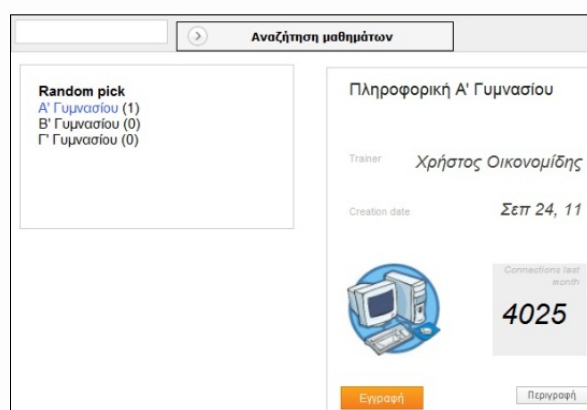 Αναζήτηση μαθημάτων
Random pick
Α' Γυμνασίου (1)
Β' Γυμνασίου (0)
Γ' Γυμνασίου (0)
Πληροφορική Α' Γυμνασίου
Trainer Χρήστος Οικονομίδης
Creation date Σεπ 24, 11
Connections last
month
4025
Εγγραφή Περιγραφή